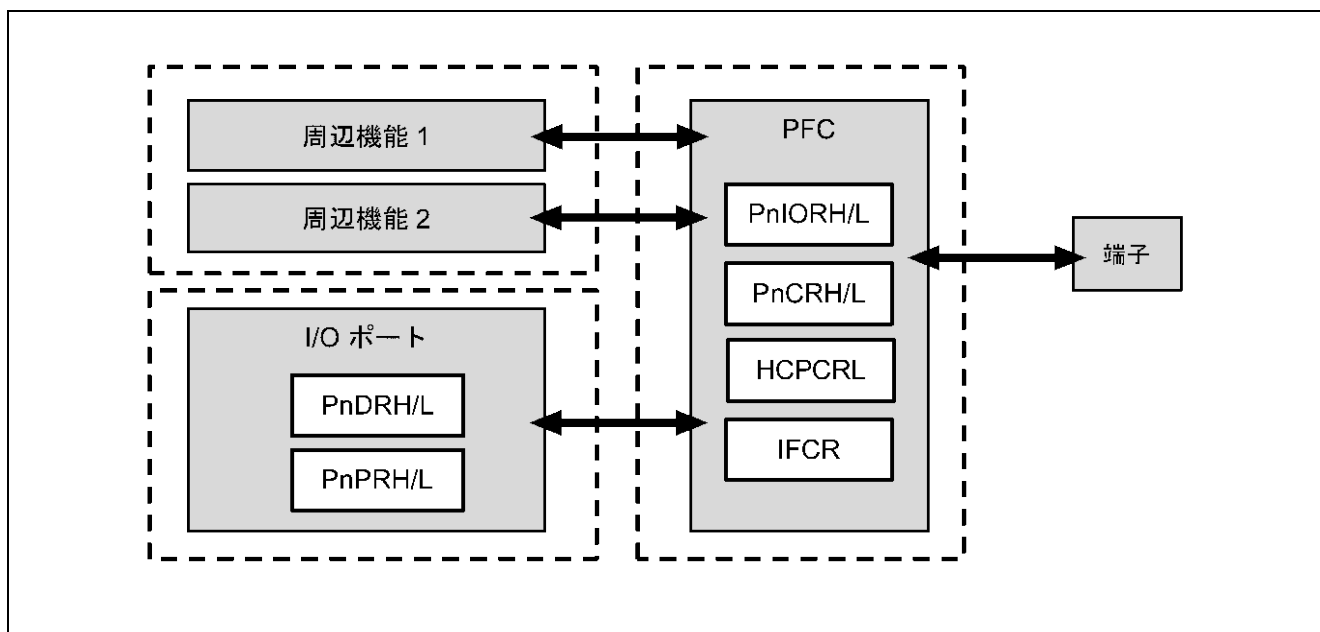 周辺機能 1
周辺機能 2
I/O ポート
PnDRH/L
PnPRH/L
PFC
PnIORH/L
PnCRH/L
HCPCRL
IFCR
端子